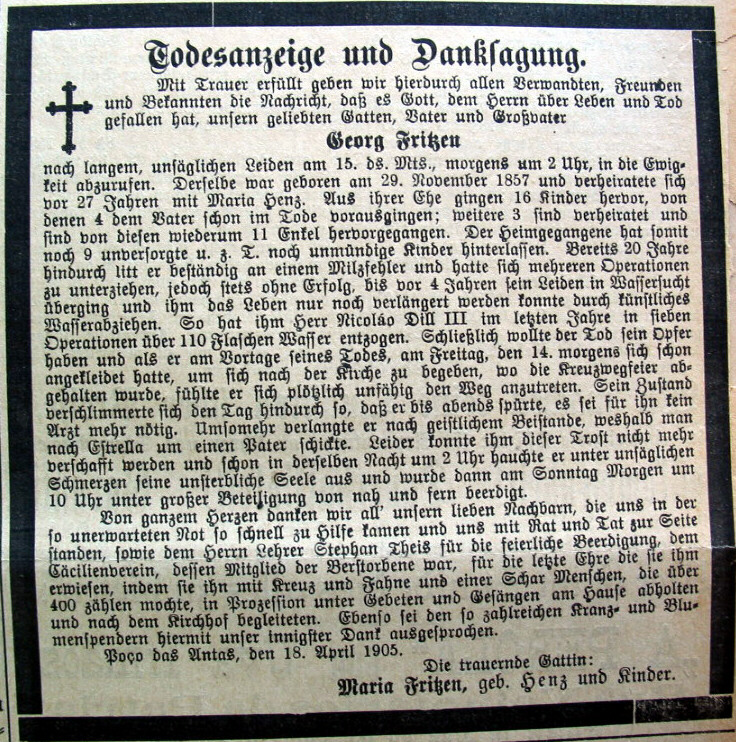 Todesanzeige und Danksagung.
Mit Trauer erfüllt geben wir hierdurch allen Verwandten, Freunden
und Bekannten die Nachricht, daß es Gott, dem Herrn über Leben und Tod
gefallen hat, unsern geliebten Gatten, Vater und Großvater
Georg Fritzen
nach langem, unsäglichen Leiden am 15. ds. Mts., morgens um 2 Uhr, in die Ewig-
keit abzurufen. Derselbe war geboren am 29. November 1857 und verheiratete sich
vor 27 Jahren mit Maria Henz. Aus ihrer Ehe gingen 16 Kinder hervor, von
denen 4 dem Vater schon im Tode vorausgingen; weitere 3 sind verheiratet und
sind von diesen wiederum 11 Enkel hervorgegangen. Der Heimgegangene hat somit
noch 9 unversorgte u. z. T. noch unmündige Kinder hinterlassen. Bereits 20 Jahre
hindurch litt er beständig an einem Milzfehler und hatte sich mehreren Operationen
zu unterziehen, jedoch stets ohne Erfolg, bis vor 4 Jahren sein Leiden in Wassersucht
überging und ihm das Leben nur noch verlängert werden konnte durch künstliches
Wasserabziehen. So hat ihm Herr Nicoláo Dill III im letzten Jahre in sieben
Operationen über 110 Flaschen Wasser entzogen. Schließlich wollte der Tod sein Opfer
haben und als er am Vortage seines Todes, am Freitag, den 14. morgens sich schon
angekleidet hatte, um sich nach der Kirche zu begeben, wo die Kreuzwegfeier ab-
gehalten wurde, fühlte er sich plötzlich unfähig den Weg anzutreten. Sein Zustand
verschlimmerte sich den Tag hindurch so, daß er bis abends spürte, es sei für ihn kein
Arzt mehr nötig. Umsomehr verlangte er nach geistlichem Beistande, weshalb man
nach Estrella um einen Pater schickte. Leider konnte ihm dieser Trost nicht mehr
verschafft werden und schon in derselben Nacht um 2 Uhr hauchte er unter unsäglichen
Schmerzen seine unsterbliche Seele aus und wurde dann am Sonntag Morgen um
10 Uhr unter großer Beteiligung von nah und fern beerdigt.
Von ganzem Herzen danken wir all' unsern lieben Nachbarn, die uns in der
so unerwarteten Not so schnell zu Hilfe kamen und uns mit Rat und Tat zur Seite
standen, sowie dem Herrn Lehrer Stephan Theis für die feierliche Beerdigung, dem
Cäcilienverein, dessen Mitglied der Verstorbene war, für die letzte Ehre die sie ihm
erwiesen, indem sie ihn mit Kreuz und Fahne und einer Schar Menschen, die über
400 zählen mochte, in Prozession unter Gebeten und Gesängen am Hause abholten
und nach dem Kirchhof begleiteten. Ebenso sei den so zahlreichen Kranz- und Blu-
menspendern hiermit unser innigster Dank ausgesprochen.
Poço das Antas, den 18. April 1905.
Die trauernde Gattin:
Maria Fritzen, geb. Henz und Kinder.